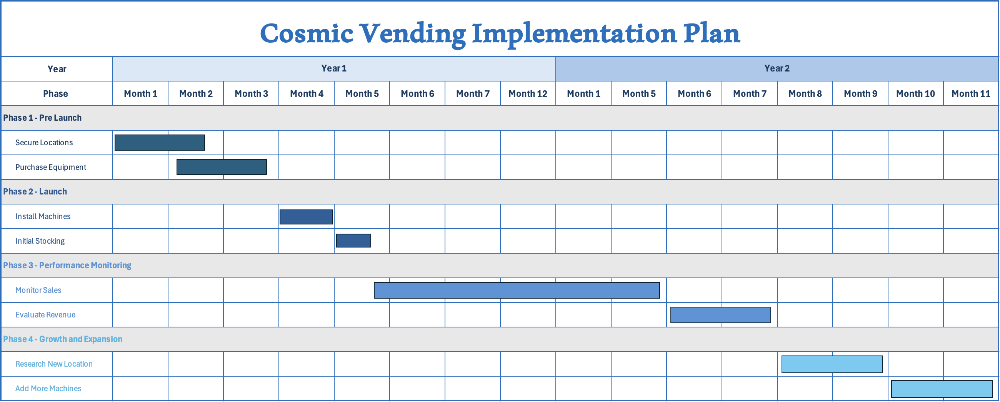 Cosmic Vending Implementation Plan
Year Year 1 Year 2
Phase Month 1 Month 2 Month 3 Month 4 Month 5 Month 6 Month 7 Month 12 Month 1 Month 5 Month 6 Month 7 Month 8 Month 9 Month 10 Month 11
Phase 1 - Pre Launch
Secure Locations
Purchase Equipment
Phase 2 - Launch
Install Machines
Initial Stocking
Phase 3 - Performance Monitoring
Monitor Sales
Evaluate Revenue
Phase 4 - Growth and Expansion
Research New Location
Add More Machines